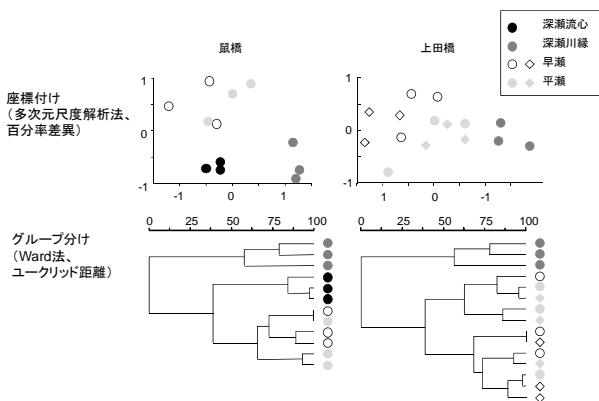 深瀬流心
深瀬川縁
早瀬
平瀬
鼠橋
上田橋
座標付け
(多次元尺度解析法、
百分率差異)
1
0
-1
-1 0 1
1
0
-1
1 0 -1
グループ分け
(Ward法、
ユークリッド距離)
0 25 50 75 100
0 25 50 75 100